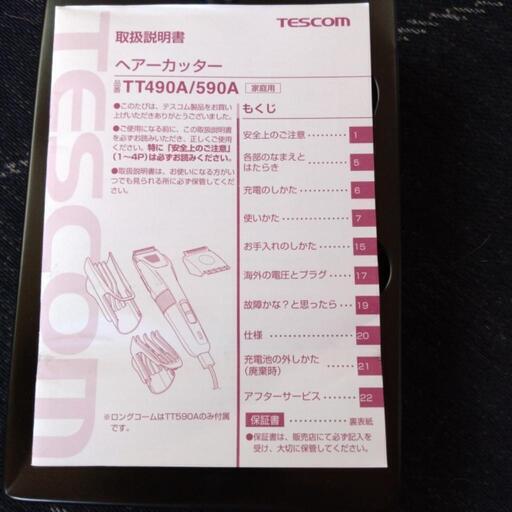 TESCOM
TESCOM
取扱説明書
ヘアーカッター
品番 TT490A/590A 家庭用
●このたびは、テスコム製品をお買い
上げいただきありがとうございました。
●ご使用になる前に、この取扱説明書
を必ずお読みいただき、正しくご使用
ください。特に「安全上のご注意」
(1〜4P)は必ずお読みください。
●取扱説明書は、お使いになる方がい
つでも見られる所に必ず保管してくだ
さい。
※ロングコームはTT590Aのみ付属
です。
もくじ
安全上のご注意 ········· 1
各部のなまえと
はたらき ········· 5
充電のしかた ········· 6
使いかた ········· 7
お手入れのしかた ····· 15
海外の電圧とプラグ ···· 17
故障かな?と思ったら ··· 19
仕様 ········· 20
充電池の外しかた
(廃棄時) ········· 21
アフターサービス ······ 22
保証書 ········· 裏表紙
●保証書は、販売店にて必ず記入を
受け、大切に保管してください。